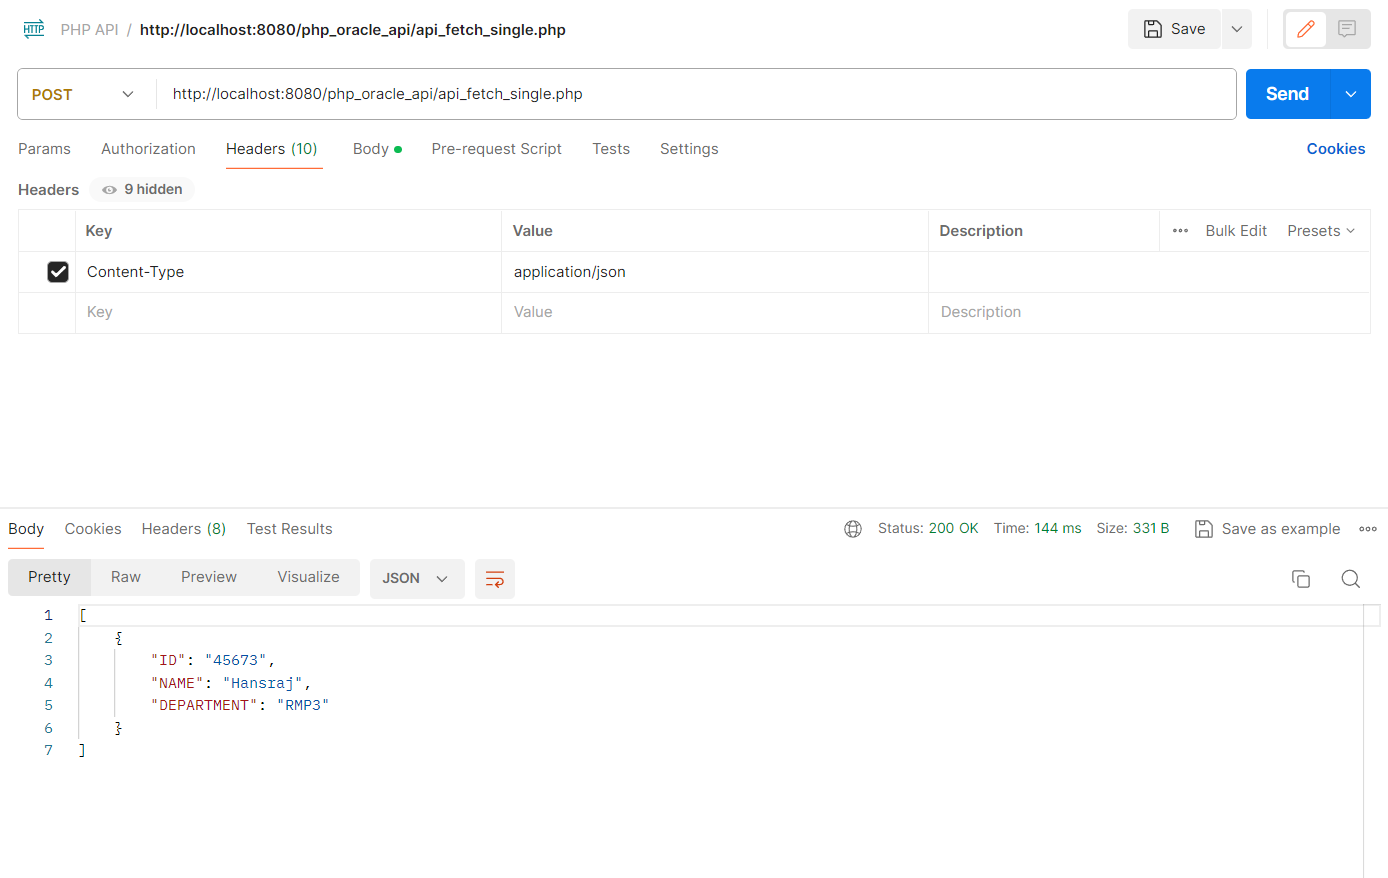 HTTP PHP API / http://localhost:8080/php_oracle_api/api_fetch_single.php Save
POST http://localhost:8080/php_oracle_api/api_fetch_single.php Send
Params Authorization Headers (10) Body Pre-request Script Tests Settings Cookies
Headers 9 hidden
Key Value Description Bulk Edit Presets
Content-Type application/json
Key Value Description
Body Cookies Headers (8) Test Results Status: 200 OK Time: 144 ms Size: 331 B Save as example
Pretty Raw Preview Visualize JSON
1 [
2 {
3 "ID": "45673",
4 "NAME": "Hansraj",
5 "DEPARTMENT": "RMP3"
6 }
7 ]